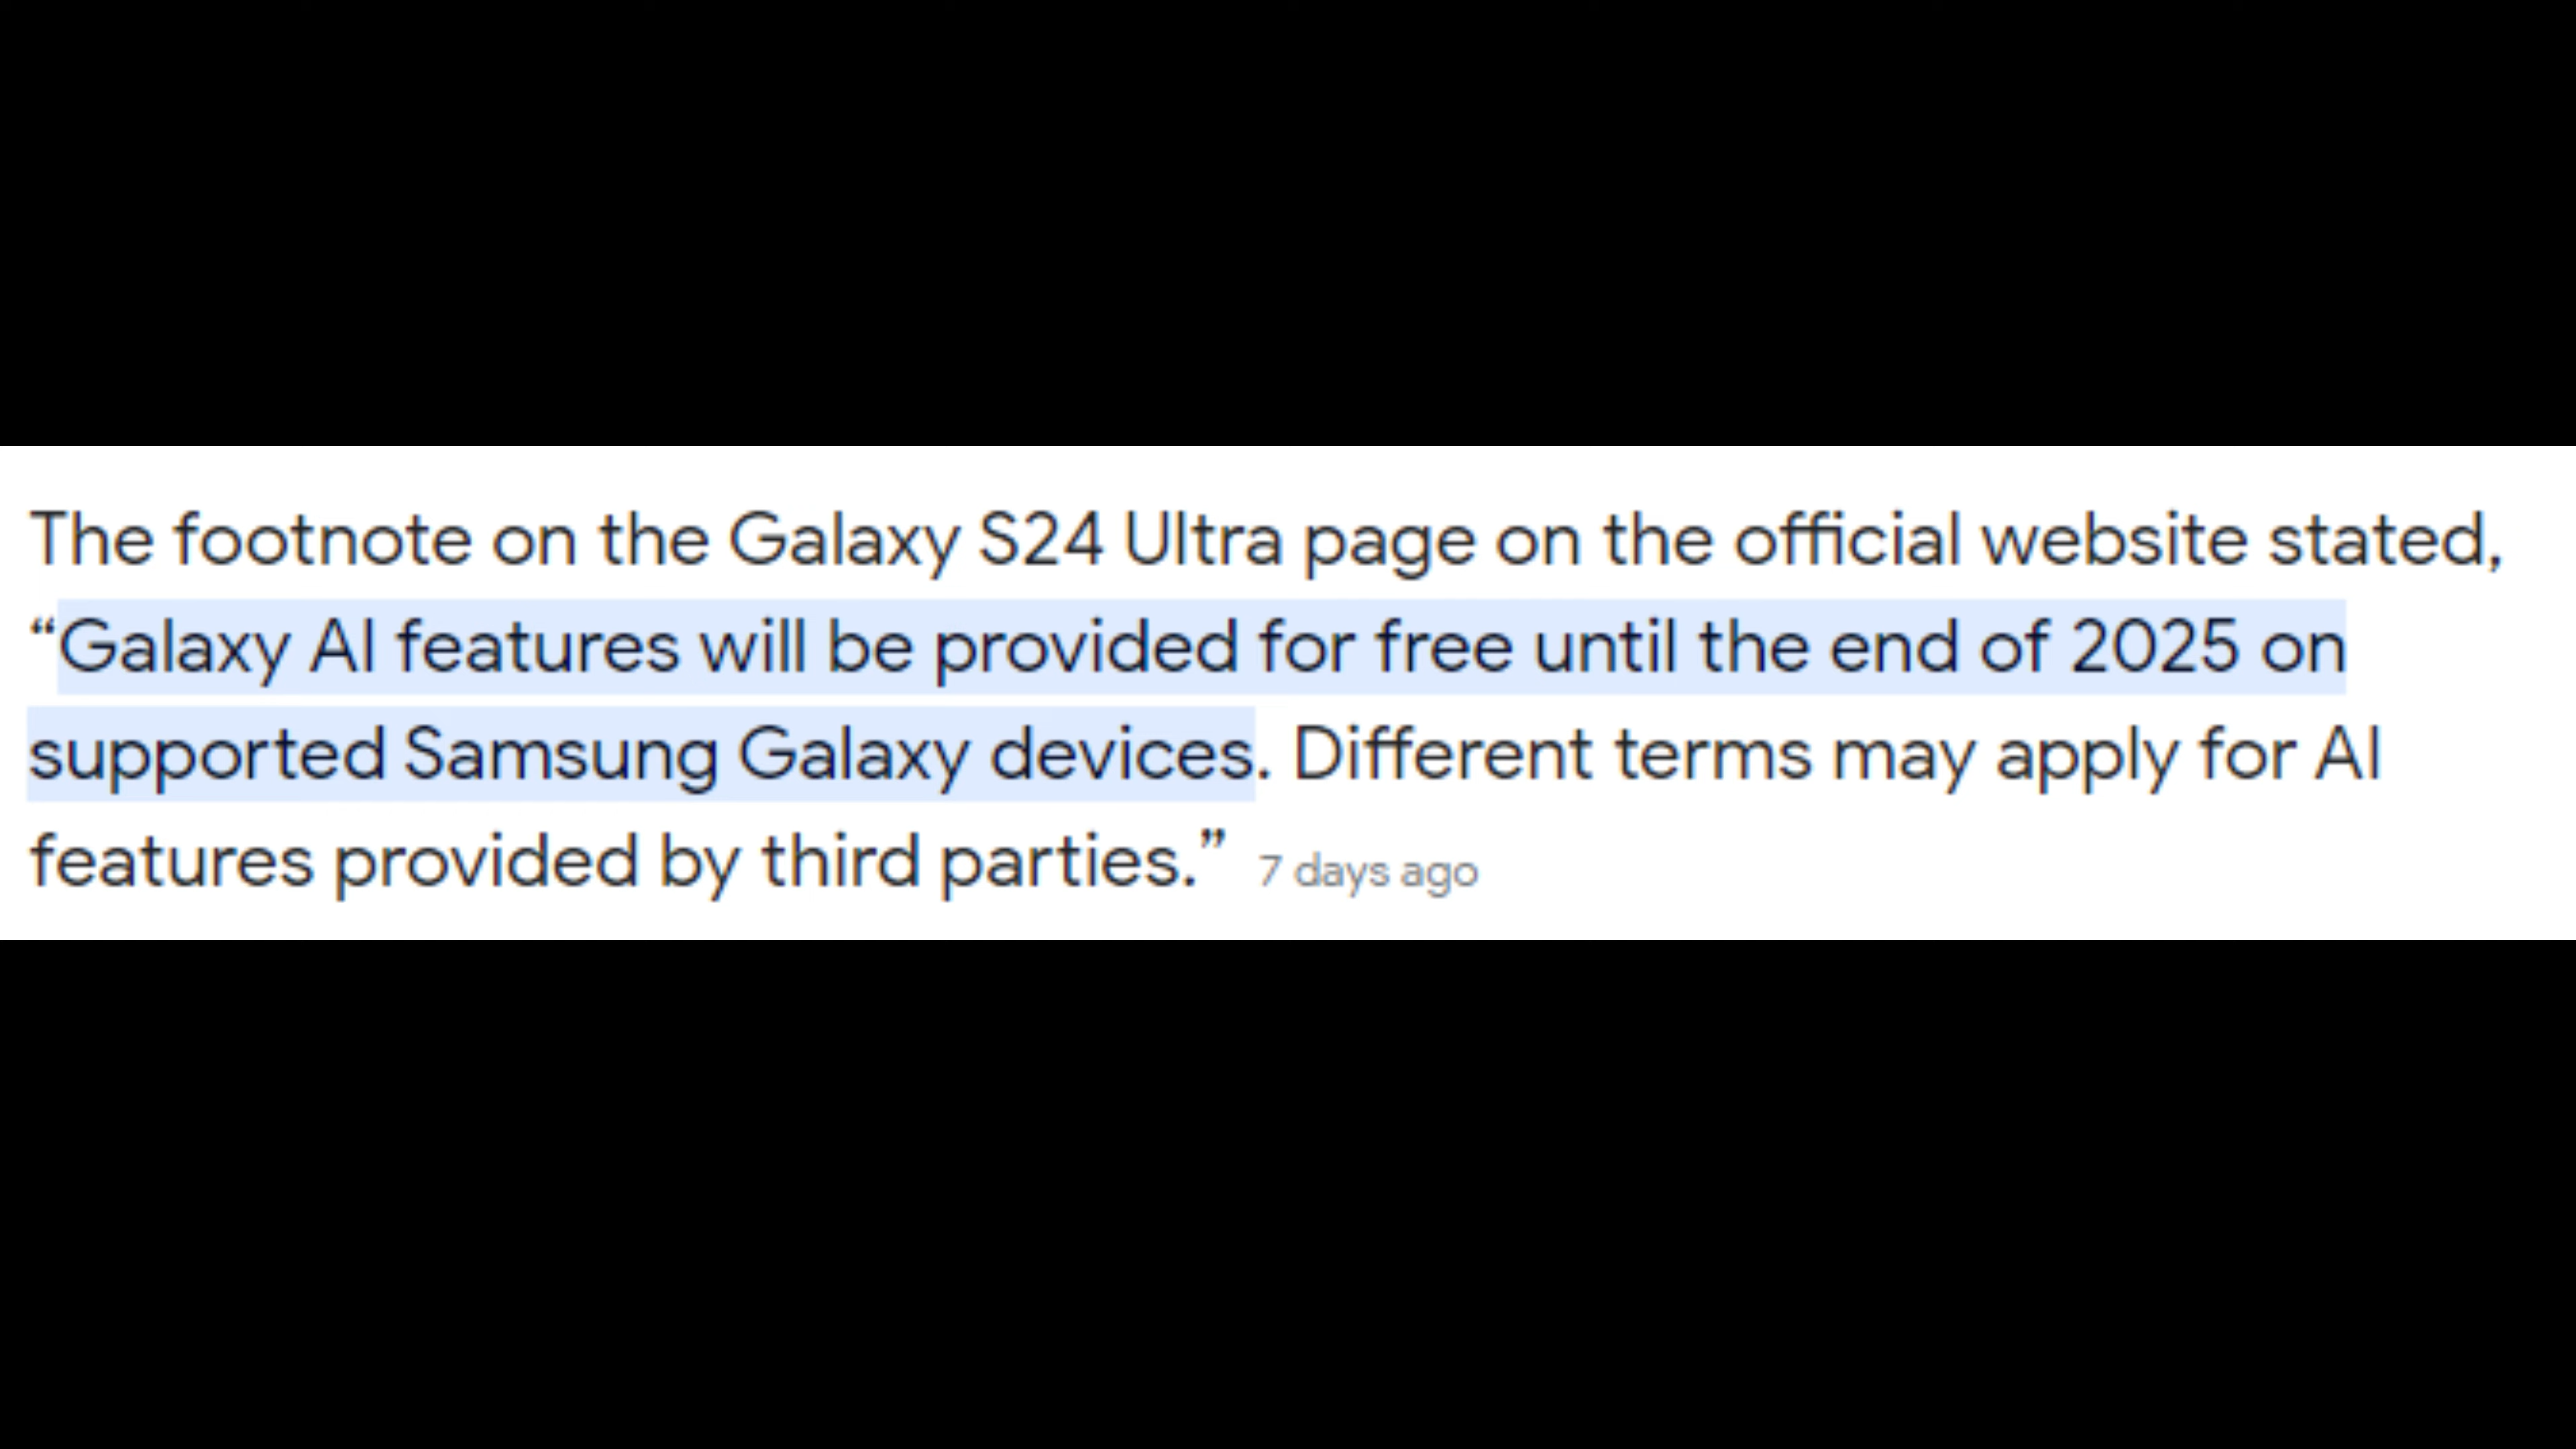 The footnote on the Galaxy S24 Ultra page on the official website stated,
“Galaxy AI features will be provided for free until the end of 2025 on
supported Samsung Galaxy devices. Different terms may apply for AI
features provided by third parties.” 7 days ago